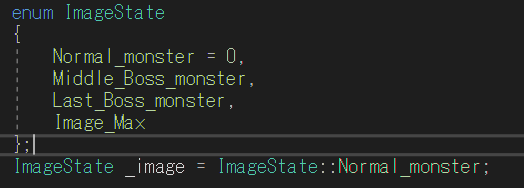 enum ImageState
{
Normal_monster = 0,
Middle_Boss_monster,
Last_Boss_monster,
Image_Max
};
ImageState _image = ImageState::Normal_monster;